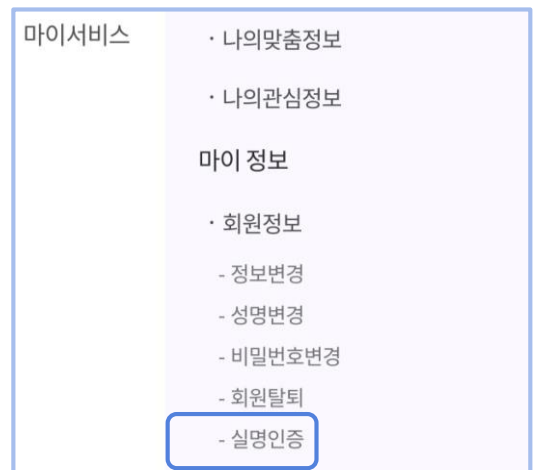 마이서비스
· 나의맞춤정보
· 나의관심정보
마이 정보
· 회원정보
- 정보변경
- 성명변경
- 비밀번호변경
- 회원탈퇴
- 실명인증